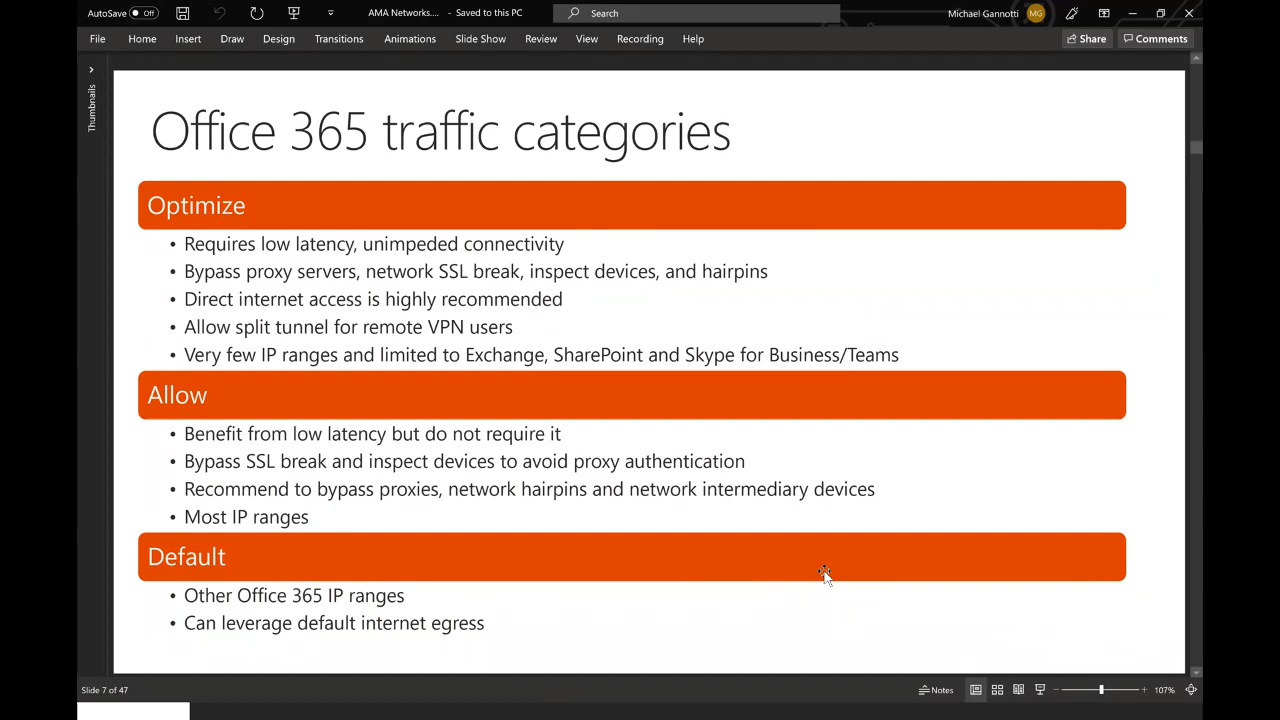 AutoSave Off AMA Networks.... - Saved to this PC Search Michael Gannotti MG
File Home Insert Draw Design Transitions Animations Slide Show Review View Recording Help Share Comments
Thumbnails
Office 365 traffic categories
Optimize
• Requires low latency, unimpeded connectivity
• Bypass proxy servers, network SSL break, inspect devices, and hairpins
• Direct internet access is highly recommended
• Allow split tunnel for remote VPN users
• Very few IP ranges and limited to Exchange, SharePoint and Skype for Business/Teams
Allow
• Benefit from low latency but do not require it
• Bypass SSL break and inspect devices to avoid proxy authentication
• Recommend to bypass proxies, network hairpins and network intermediary devices
• Most IP ranges
Default
• Other Office 365 IP ranges
• Can leverage default internet egress
Slide 7 of 47 Notes 107%